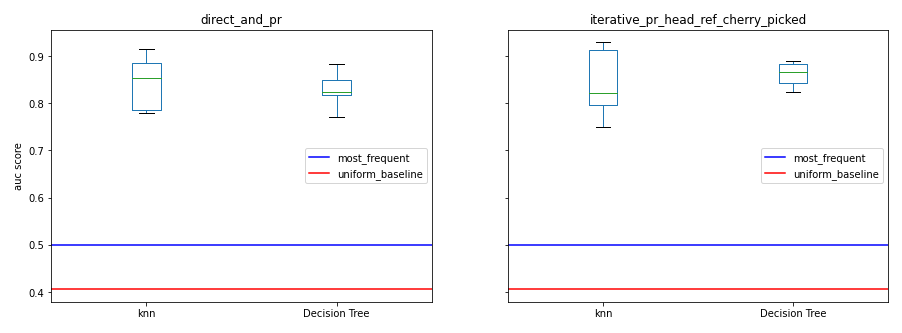 direct_and_pr
auc score
0.9
0.8
0.7
0.6
0.5
0.4
most_frequent
uniform_baseline
knn
Decision Tree
iterative_pr_head_ref_cherry_picked
most_frequent
uniform_baseline
knn
Decision Tree